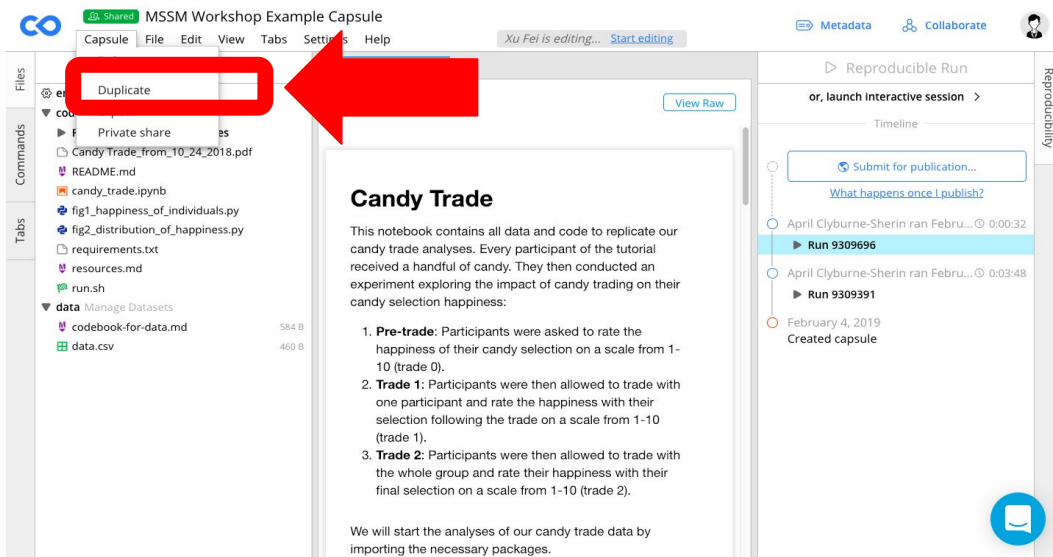 Shared MSSM Workshop Example Capsule
Metadata
Collaborate
Capsule File Edit View Tabs Settings Help
Xu Fei is editing... Start editing
Files
Commands
Tabs
Duplicate
Private share
Candy Trade_from_10_24_2018.pdf
README.md
candy_trade.ipynb
fig1_happiness_of_individuals.py
fig2_distribution_of_happiness.py
requirements.txt
resources.md
run.sh
data Manage Datasets
codebook-for-data.md 584 B
data.csv 460 B
View Raw
Candy Trade
This notebook contains all data and code to replicate our
candy trade analyses. Every participant of the tutorial
received a handful of candy. They then conducted an
experiment exploring the impact of candy trading on their
candy selection happiness:
1. Pre-trade: Participants were asked to rate the
happiness of their candy selection on a scale from 1-
10 (trade 0).
2. Trade 1: Participants were then allowed to trade with
one participant and rate the happiness with their
selection following the trade on a scale from 1-10
(trade 1).
3. Trade 2: Participants were then allowed to trade with
the whole group and rate their happiness with their
final selection on a scale from 1-10 (trade 2).
We will start the analyses of our candy trade data by
importing the necessary packages.
Reproducible Run
or, launch interactive session >
Timeline
Submit for publication...
What happens once I publish?
April Clyburne-Sherin ran Febru... 0:00:32
Run 9309696
April Clyburne-Sherin ran Febru... 0:03:48
Run 9309391
February 4, 2019
Created capsule
Reproducibility